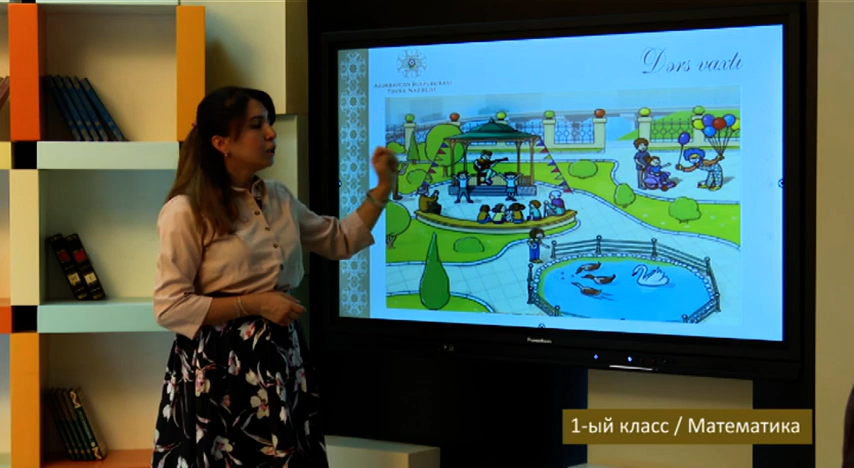 Dərs vaxtı
AZƏRBAYCAN RESPUBLİKASI
TƏHSİL NAZİRLİYİ
1-ый класс / Математика